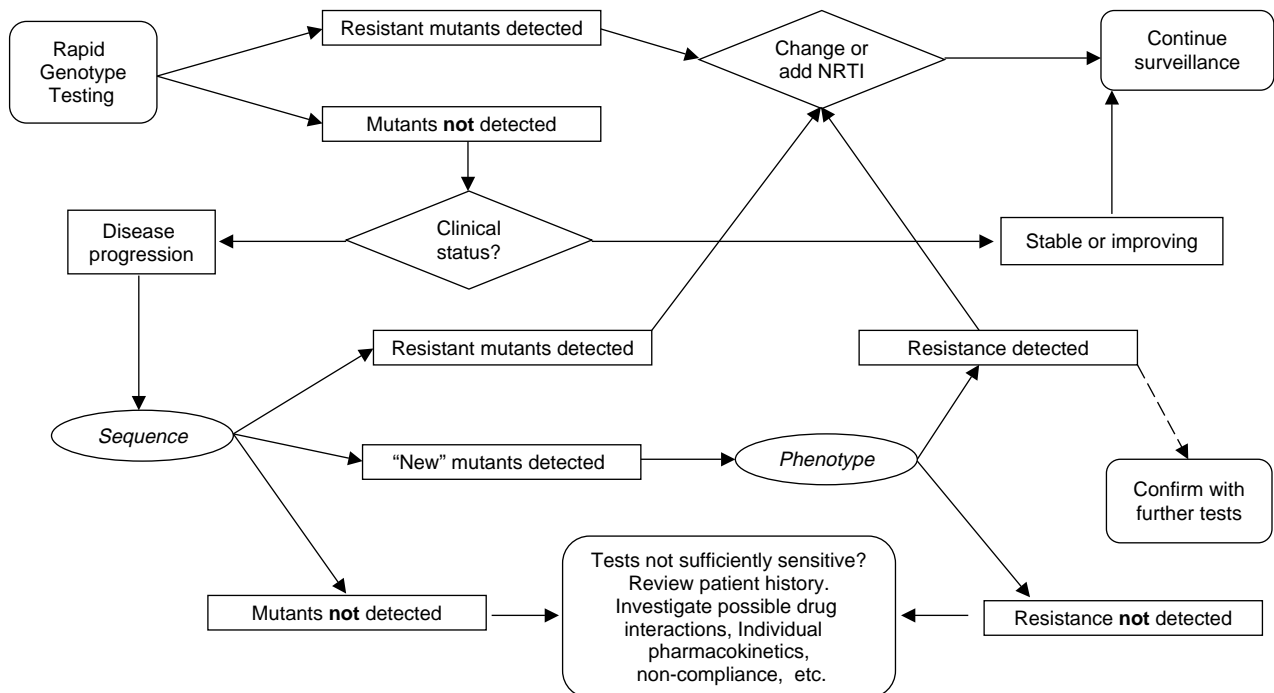 Rapid
Genotype
Testing
Resistant mutants detected
Change or
add NRTI
Continue
surveillance
Mutants not detected
Disease
progression
Clinical
status?
Stable or improving
Resistant mutants detected
Resistance detected
Sequence
“New” mutants detected
Phenotype
Confirm with
further tests
Mutants not detected
Tests not sufficiently sensitive?
Review patient history.
Investigate possible drug
interactions, Individual
pharmacokinetics,
non-compliance, etc.
Resistance not detected